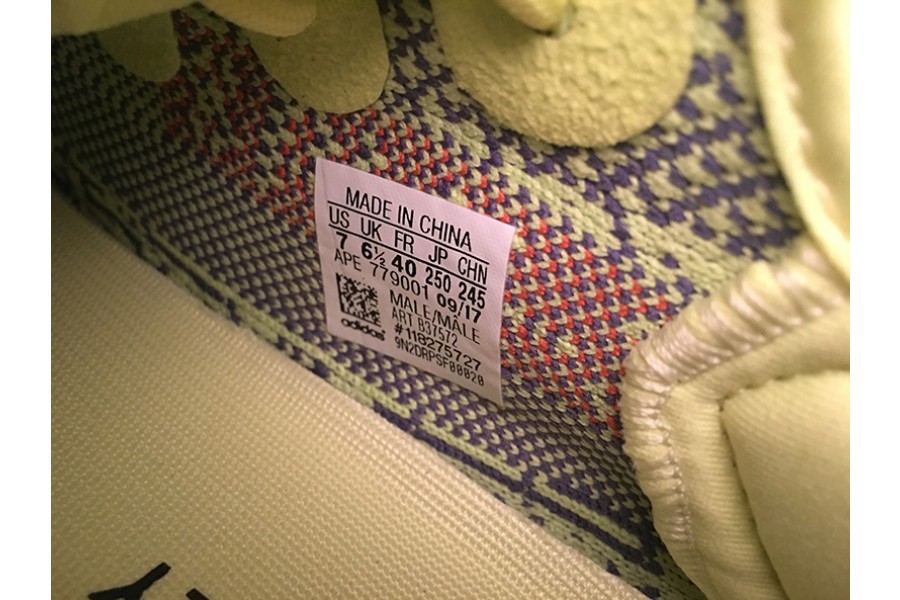 MADE IN CHINA
US UK FR JP CHN
7 6½ 40 250 245
APE 779001 09/17
MALE/MÂLE
ART B37572
#118275727
adidas
9N2DRPSF00020